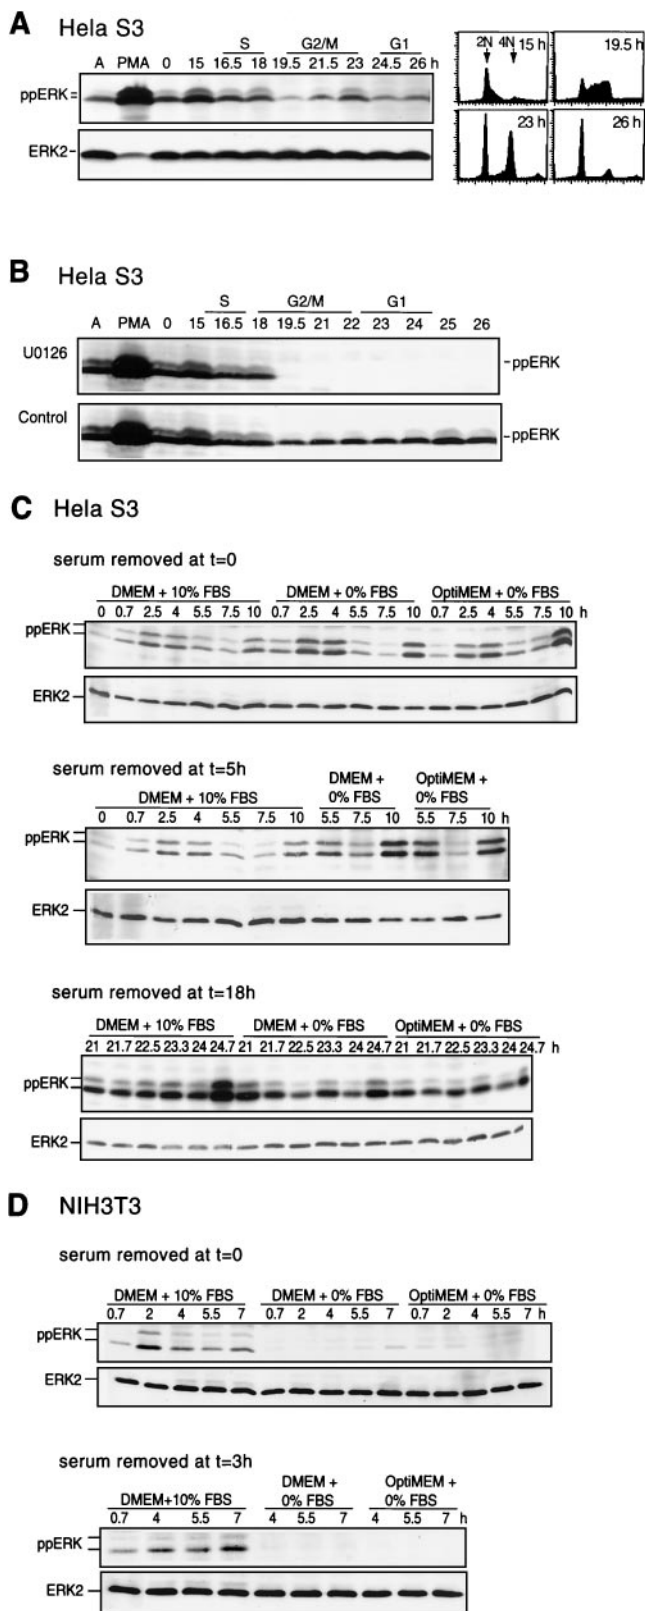 A Hela S3
S G2/M G1
A PMA 0 15 16.5 18 19.5 21.5 23 24.5 26 h
ppERK
ERK2
2N 4N 15 h
19.5 h
23 h
26 h
B Hela S3
S G2/M G1
A PMA 0 15 16.5 18 19.5 21 22 23 24 25 26
U0126
ppERK
Control
ppERK
C Hela S3
serum removed at t=0
DMEM + 10% FBS DMEM + 0% FBS OptiMEM + 0% FBS
0 0.7 2.5 4 5.5 7.5 10 0.7 2.5 4 5.5 7.5 10 0.7 2.5 4 5.5 7.5 10 h
ppERK
ERK2
serum removed at t=5h
DMEM + 10% FBS DMEM + 0% FBS OptiMEM + 0% FBS
0 0.7 2.5 4 5.5 7.5 10 5.5 7.5 10 5.5 7.5 10 h
ppERK
ERK2
serum removed at t=18h
DMEM + 10% FBS DMEM + 0% FBS OptiMEM + 0% FBS
21 21.7 22.5 23.3 24 24.7 21 21.7 22.5 23.3 24 24.7 21 21.7 22.5 23.3 24 24.7 h
ppERK
ERK2
D NIH3T3
serum removed at t=0
DMEM + 10% FBS DMEM + 0% FBS OptiMEM + 0% FBS
0.7 2 4 5.5 7 0.7 2 4 5.5 7 0.7 2 4 5.5 7 h
ppERK
ERK2
serum removed at t=3h
DMEM+10% FBS DMEM + 0% FBS OptiMEM + 0% FBS
0.7 4 5.5 7 4 5.5 7 4 5.5 7 h
ppERK
ERK2